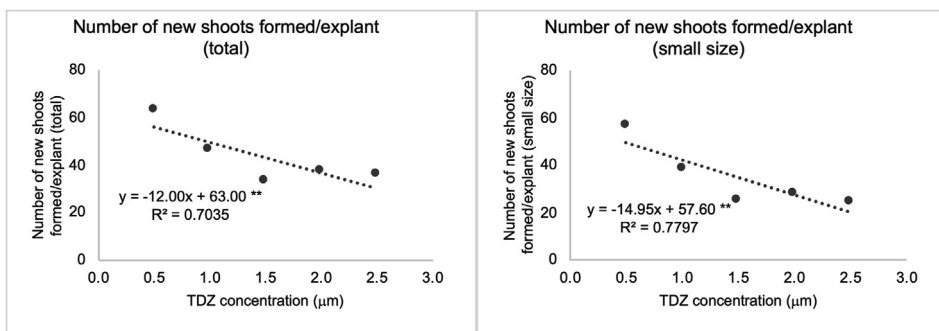 Number of new shoots formed/explant
(total)
80
60
40
20
0
0.0
0.5
1.0
1.5
2.0
2.5
3.0
Number of new shoots
formed/explant (total)
y = -12.00x + 63.00 **
R² = 0.7035
TDZ concentration (μm)
Number of new shoots formed/explant
(small size)
80
60
40
20
0
0.0
0.5
1.0
1.5
2.0
2.5
3.0
Number of new shoots
formed/explant (small size)
y = -14.95x + 57.60 **
R² = 0.7797
TDZ concentration (μm)